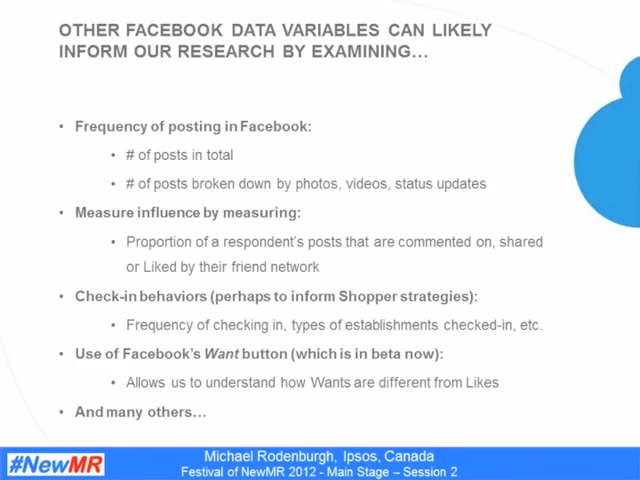 OTHER FACEBOOK DATA VARIABLES CAN LIKELY
INFORM OUR RESEARCH BY EXAMINING…
• Frequency of posting in Facebook:
• # of posts in total
• # of posts broken down by photos, videos, status updates
• Measure influence by measuring:
• Proportion of a respondent's posts that are commented on, shared
or Liked by their friend network
• Check-in behaviors (perhaps to inform Shopper strategies):
• Frequency of checking in, types of establishments checked-in, etc.
• Use of Facebook's Want button (which is in beta now):
• Allows us to understand how Wants are different from Likes
• And many others…
#NewMR
Michael Rodenburgh, Ipsos, Canada
Festival of NewMR 2012 - Main Stage – Session 2